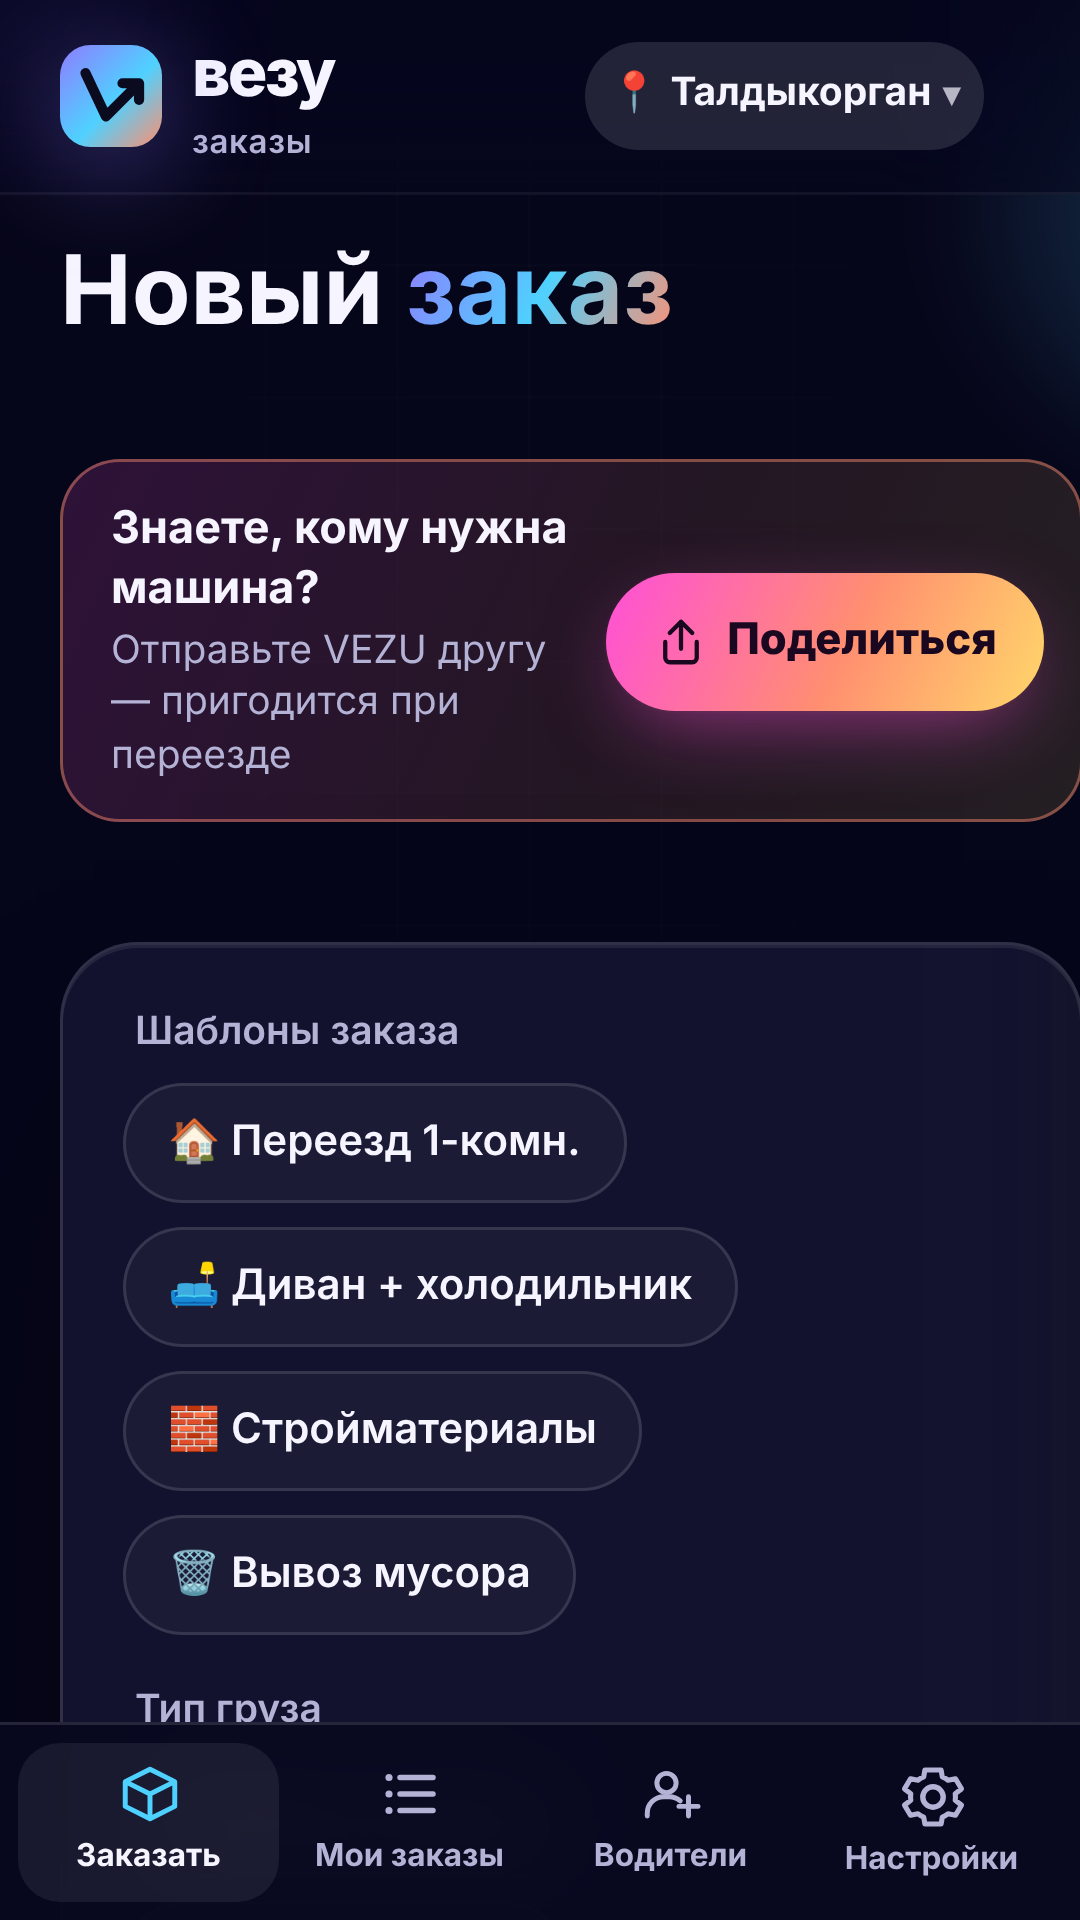 везу
заказы
📍 Талдыкорган ▾
Новый заказ
Знаете, кому нужна
машина?
Отправьте VEZU другу
— пригодится при
переезде
Поделиться
Шаблоны заказа
🏠 Переезд 1-комн.
🛋️ Диван + холодильник
🧱 Стройматериалы
🗑️ Вывоз мусора
Тип груза
Заказать
Мои заказы
Водители
Настройки